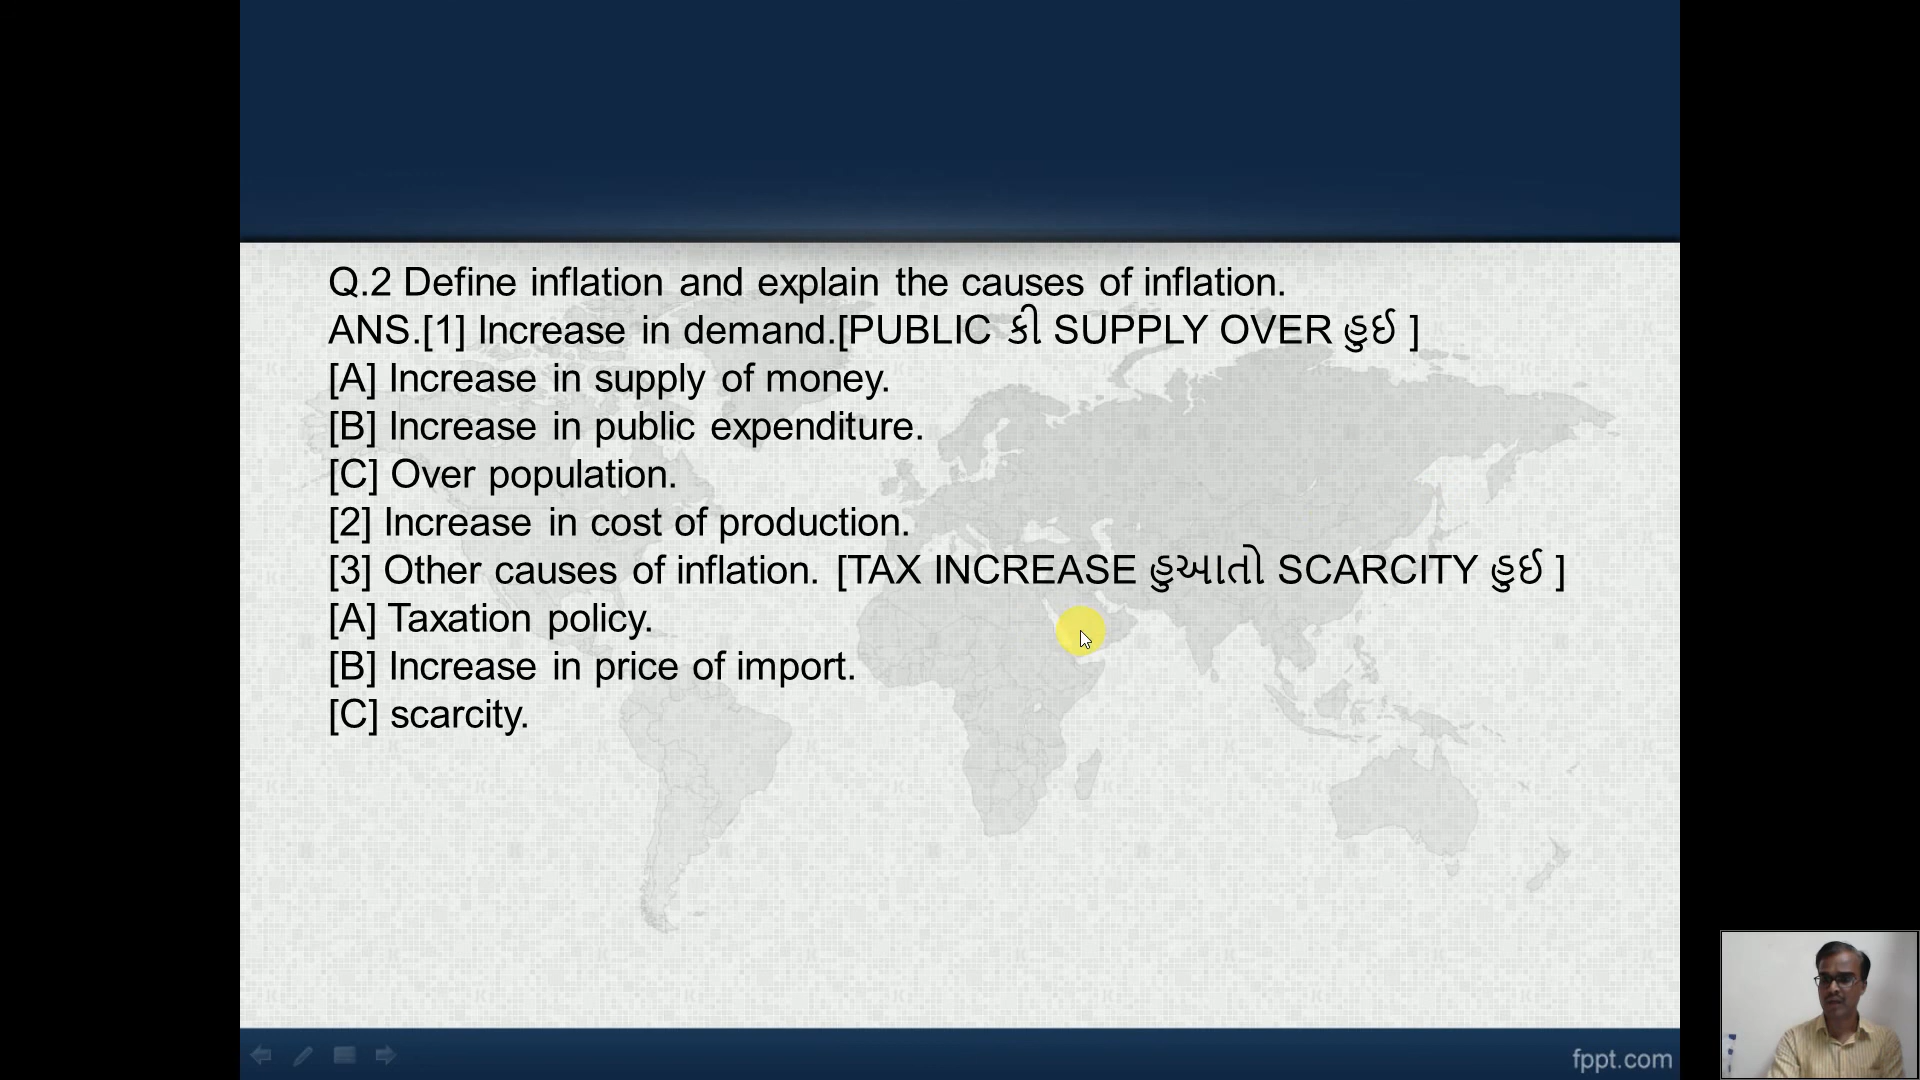 Q.2 Define inflation and explain the causes of inflation.
ANS.[1] Increase in demand.[PUBLIC કી SUPPLY OVER હુઈ ]
[A] Increase in supply of money.
[B] Increase in public expenditure.
[C] Over population.
[2] Increase in cost of production.
[3] Other causes of inflation. [TAX INCREASE હુઆતો SCARCITY હુઈ ]
[A] Taxation policy.
[B] Increase in price of import.
[C] scarcity.
fppt.com